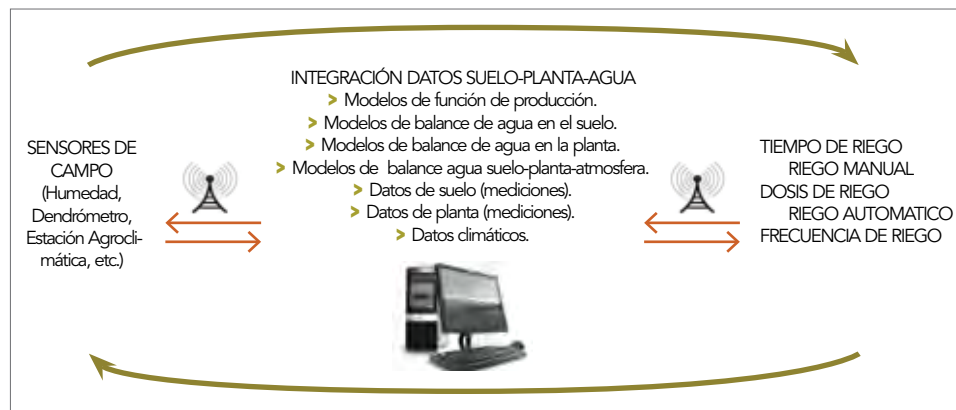 INTEGRACIÓN DATOS SUELO-PLANTA-AGUA
> Modelos de función de producción.
> Modelos de balance de agua en el suelo.
> Modelos de balance de agua en la planta.
> Modelos de balance agua suelo-planta-atmosfera.
> Datos de suelo (mediciones).
> Datos de planta (mediciones).
> Datos climáticos.
SENSORES DE
CAMPO
(Humedad,
Dendrómetro,
Estación Agrocli-
mática, etc.)
TIEMPO DE RIEGO
RIEGO MANUAL
DOSIS DE RIEGO
RIEGO AUTOMATICO
FRECUENCIA DE RIEGO